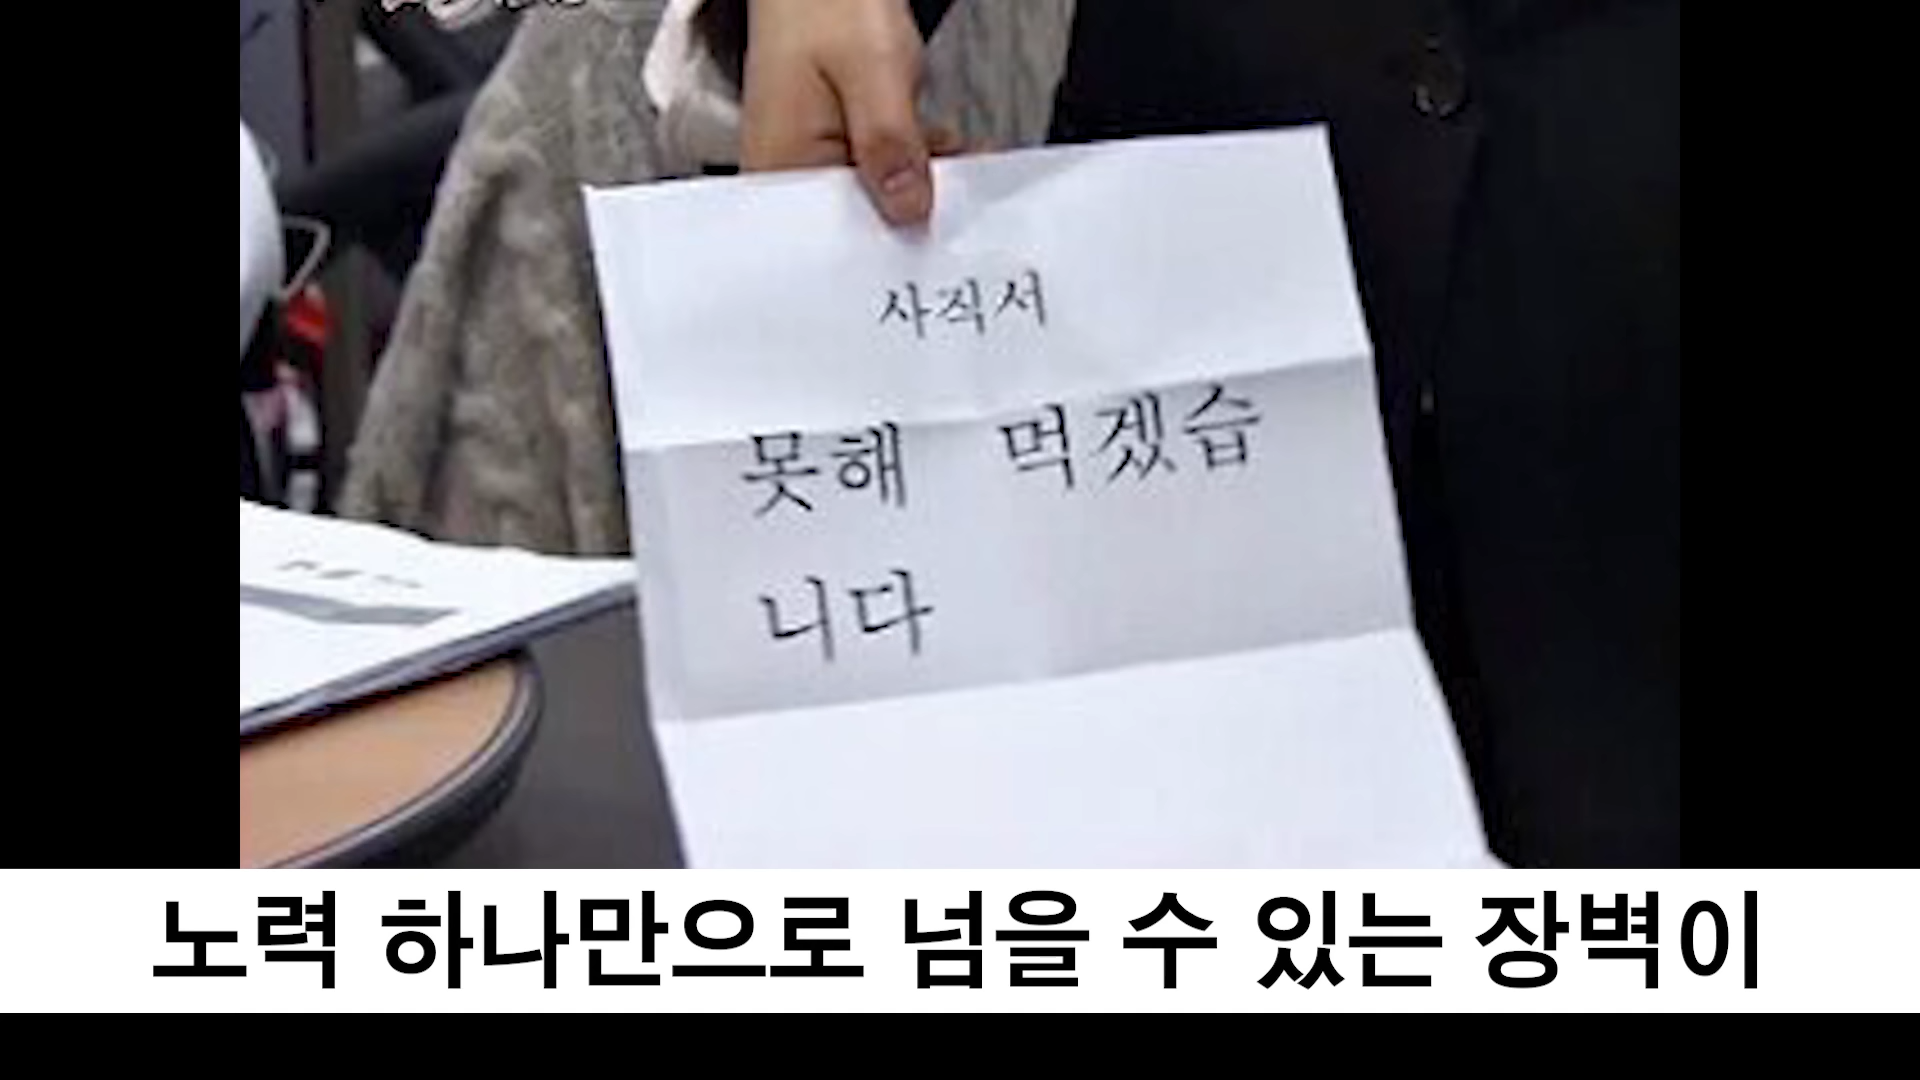 사직서
못해 먹겠습
니다
노력 하나만으로 넘을 수 있는 장벽이